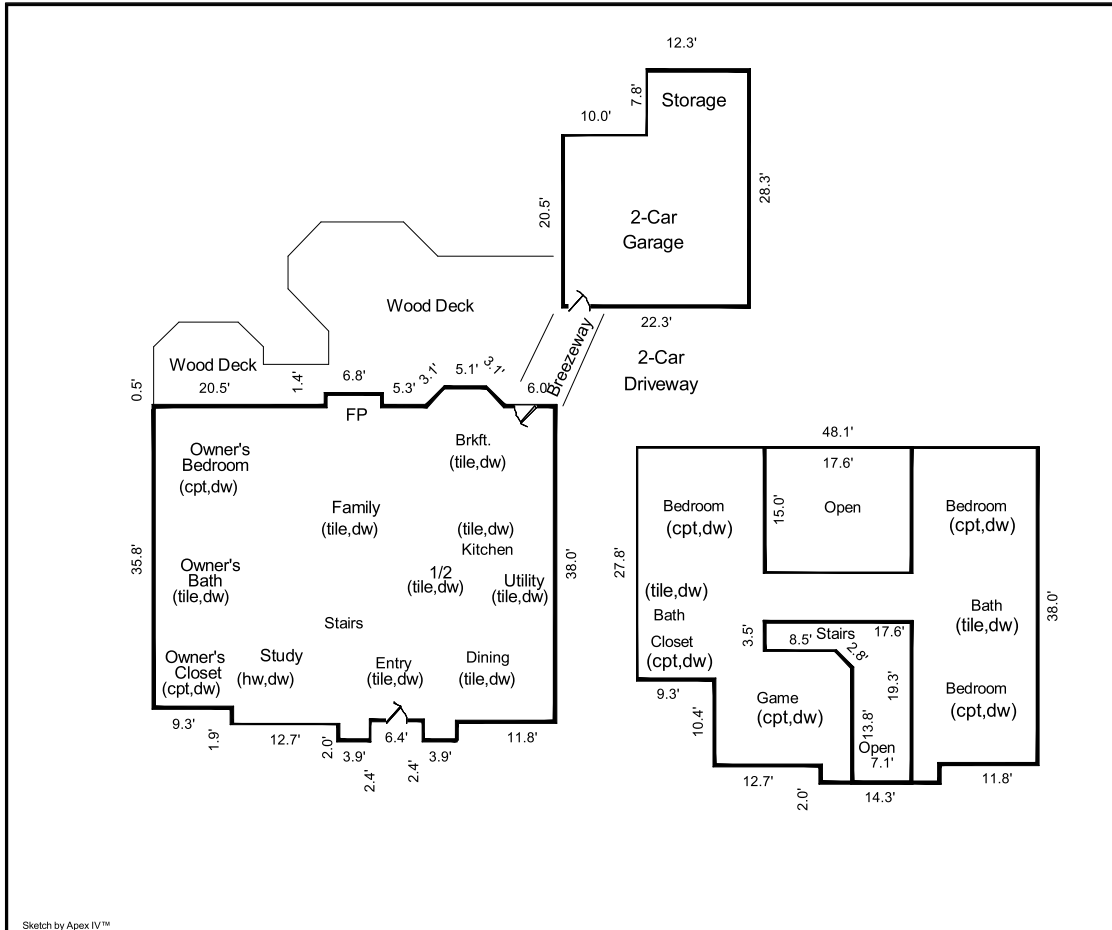 12.3'
7.8'
Storage
10.0'
28.3'
20.5'
2-Car
Garage
22.3'
Wood Deck
Breezeway
2-Car
Driveway
Wood Deck
0.5'
20.5'
1.4'
6.8'
5.3'
3.1'
5.1'
3.1'
6.0'
FP
Owner's
Bedroom
(cpt,dw)
Brkft.
(tile,dw)
Family
(tile,dw)
(tile,dw)
Kitchen
35.8'
38.0'
Owner's
Bath
(tile,dw)
1/2
(tile,dw)
Utility
(tile,dw)
Stairs
Owner's
Closet
(cpt,dw)
Study
(hw,dw)
Entry
(tile,dw)
Dining
(tile,dw)
9.3'
1.9'
12.7'
2.0'
3.9'
2.4'
6.4'
2.4'
3.9'
11.8'
48.1'
17.6'
15.0'
Open
Bedroom
(cpt,dw)
Bedroom
(cpt,dw)
27.8'
38.0'
(tile,dw)
Bath
Closet
(cpt,dw)
Bath
(tile,dw)
3.5'
8.5'
Stairs
17.6'
2.8'
19.3'
9.3'
10.4'
Game
(cpt,dw)
13.8'
Open
7.1'
Bedroom
(cpt,dw)
12.7'
2.0'
14.3'
11.8'
Sketch by Apex IV™